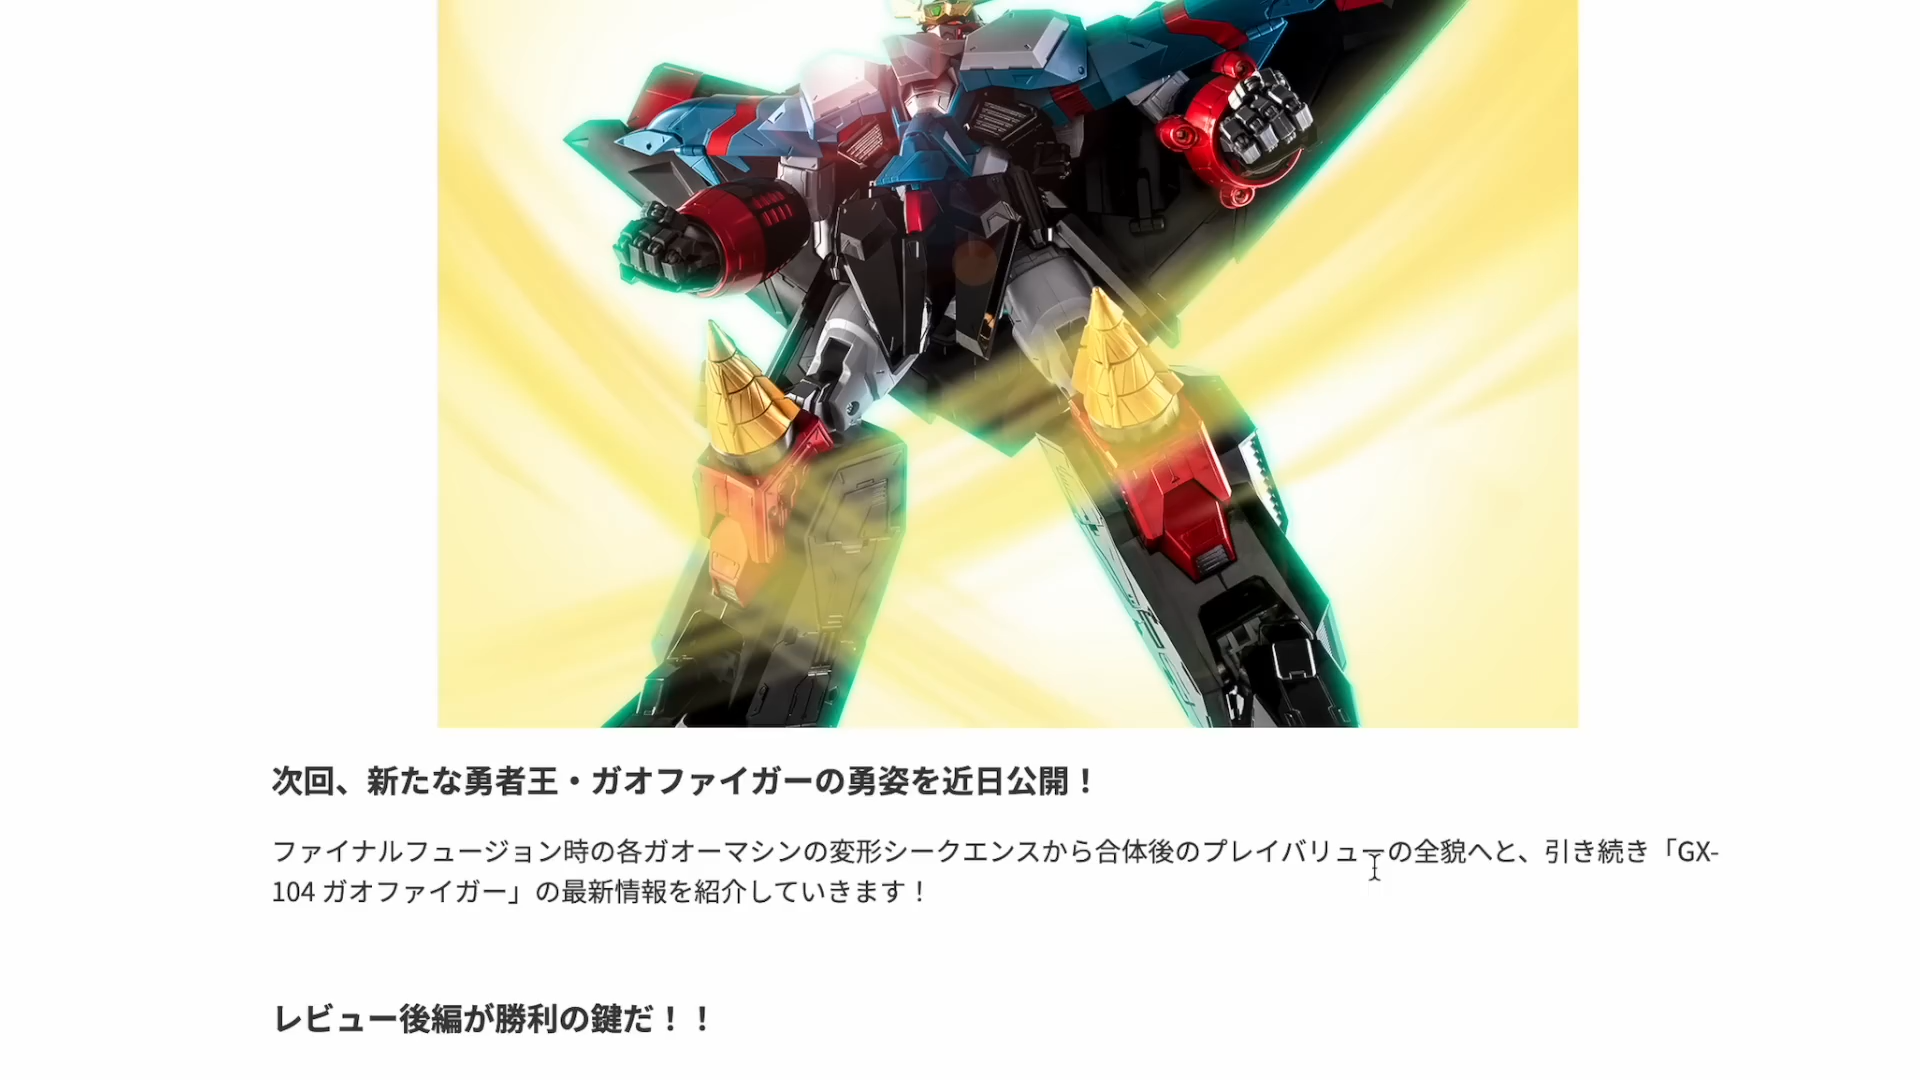 次回、新たな勇者王・ガオファイガーの勇姿を近日公開！
ファイナルフュージョン時の各ガオーマシンの変形シークエンスから合体後のプレイバリューの全貌へと、引き続き「GX-
104 ガオファイガー」の最新情報を紹介していきます！
レビュー後編が勝利の鍵だ！！